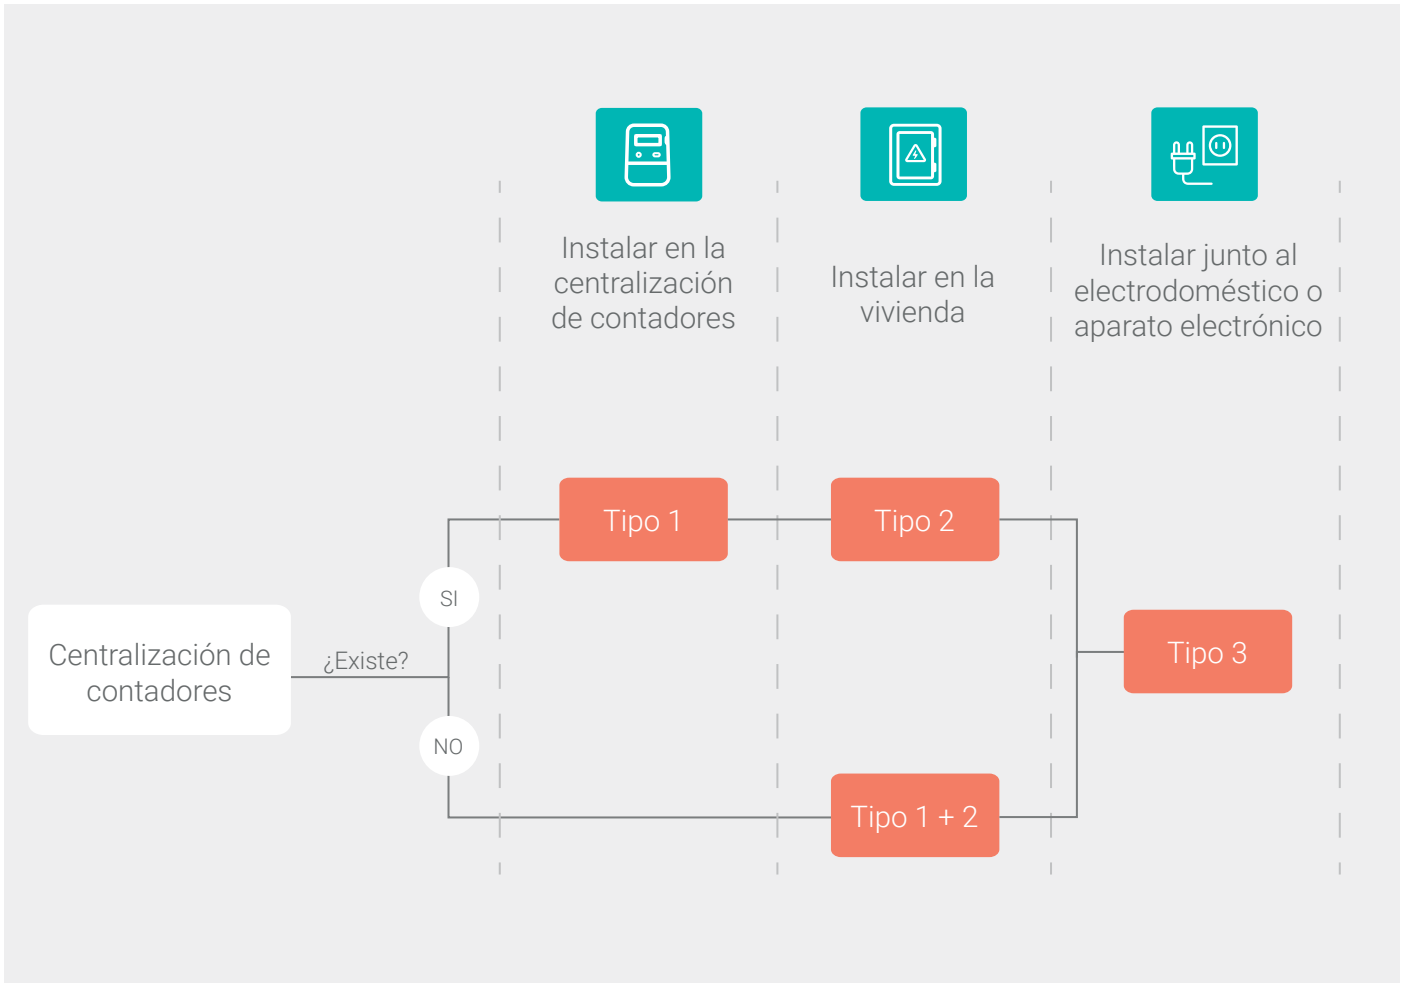 Instalar en la
centralización
de contadores
Instalar en la
vivienda
Instalar junto al
electrodoméstico o
aparato electrónico
Tipo 1
Tipo 2
SI
Centralización de
contadores
¿Existe?
Tipo 3
NO
Tipo 1 + 2